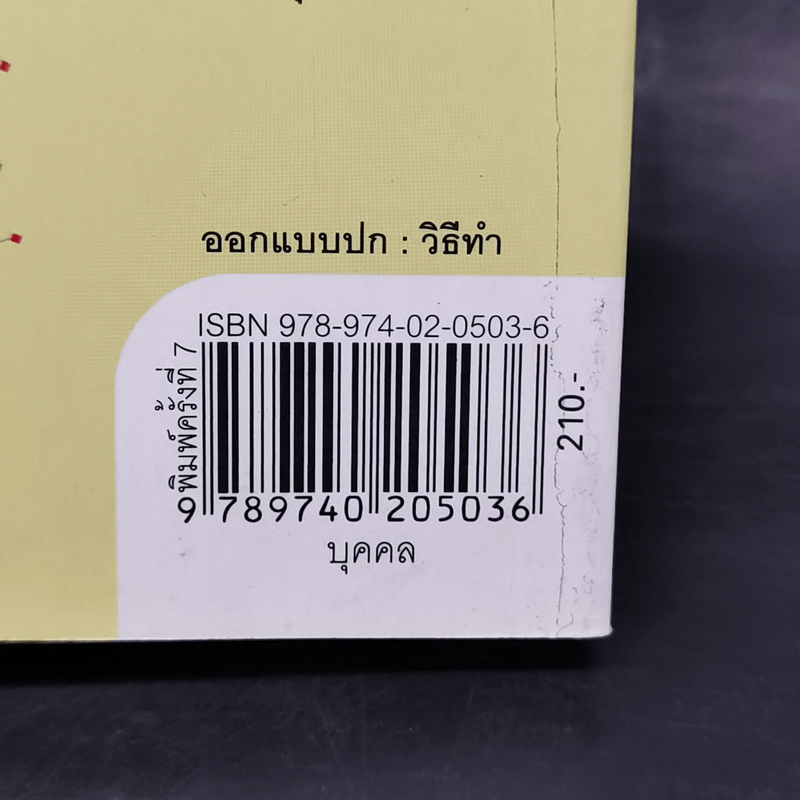 ออกแบบปก : วิธีทำ
ISBN 978-974-02-0503-6
พิมพ์ครั้งที่ 7
210.-
9 789740 205036
บุคคล